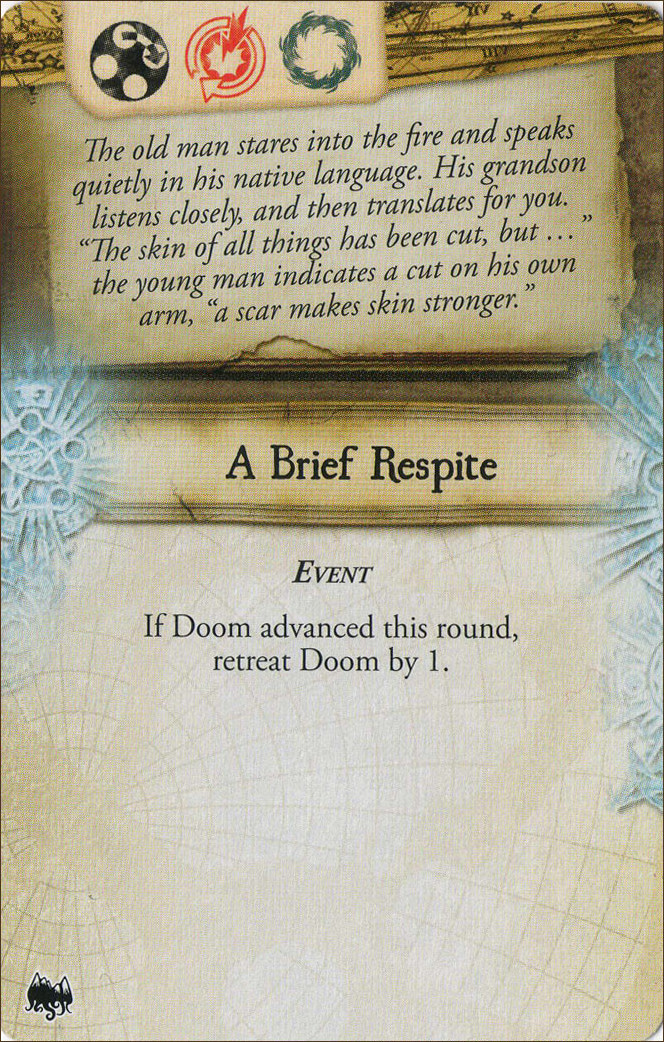 The old man stares into the fire and speaks
quietly in his native language. His grandson
listens closely, and then translates for you.
“The skin of all things has been cut, but … ”
the young man indicates a cut on his own
arm, “a scar makes skin stronger.”
A Brief Respite
Event
If Doom advanced this round,
retreat Doom by 1.